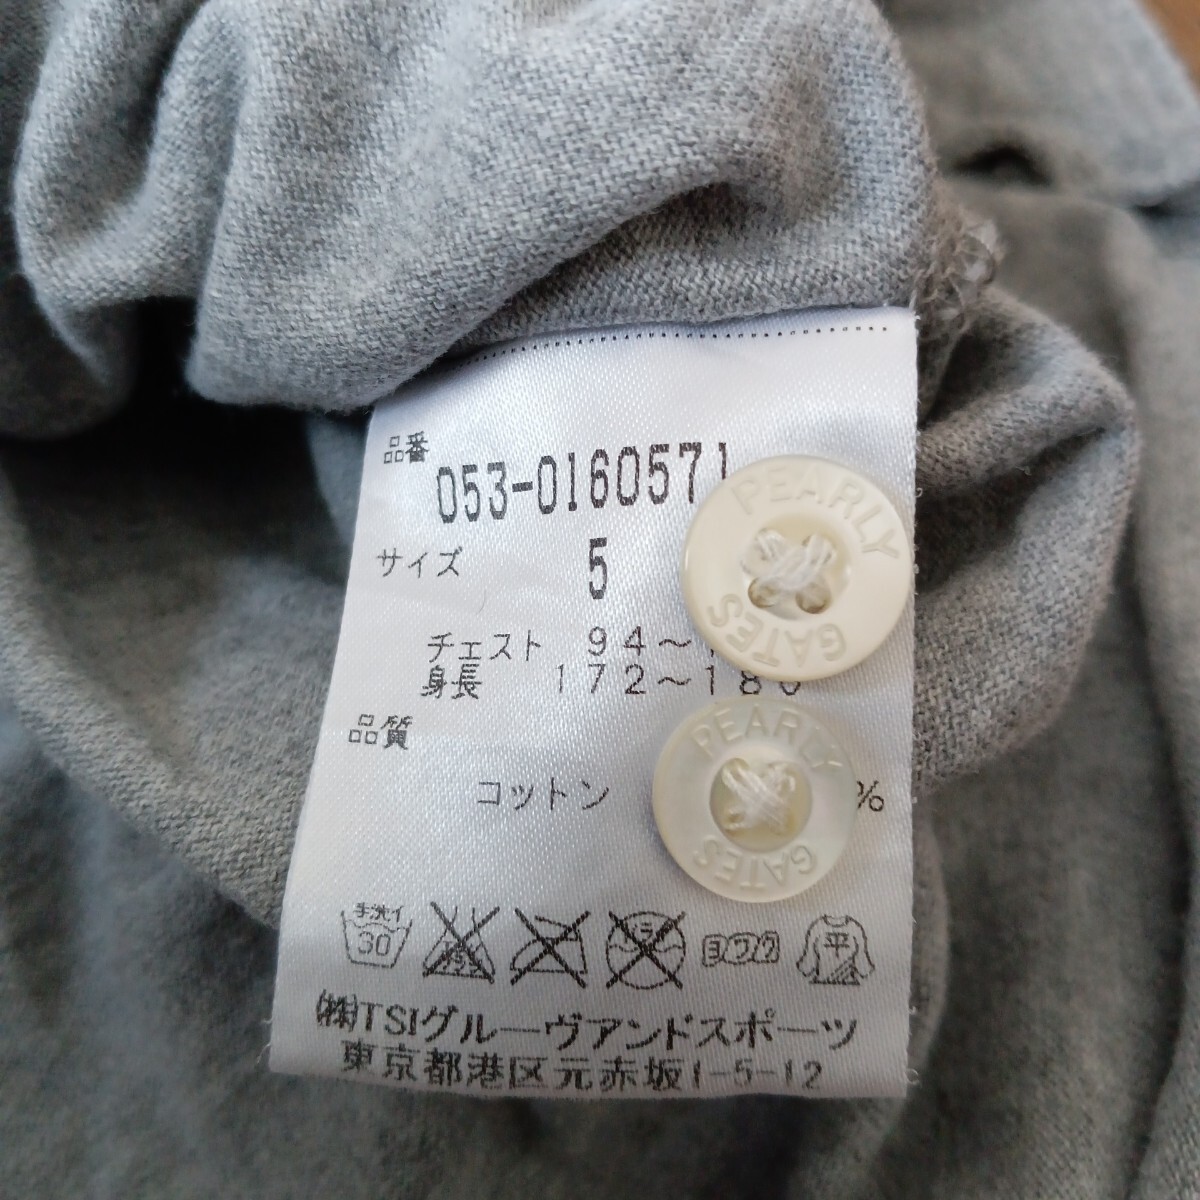 品番
053-0160571
PEARLY
GATES
サイズ 5
チェスト 94～
身長 172～180
品質
PEARLY
GATES
コットン %
手洗イ
30
ヨワク
平
(株)TSIグルーヴアンドスポーツ
東京都港区元赤坂1-5-12